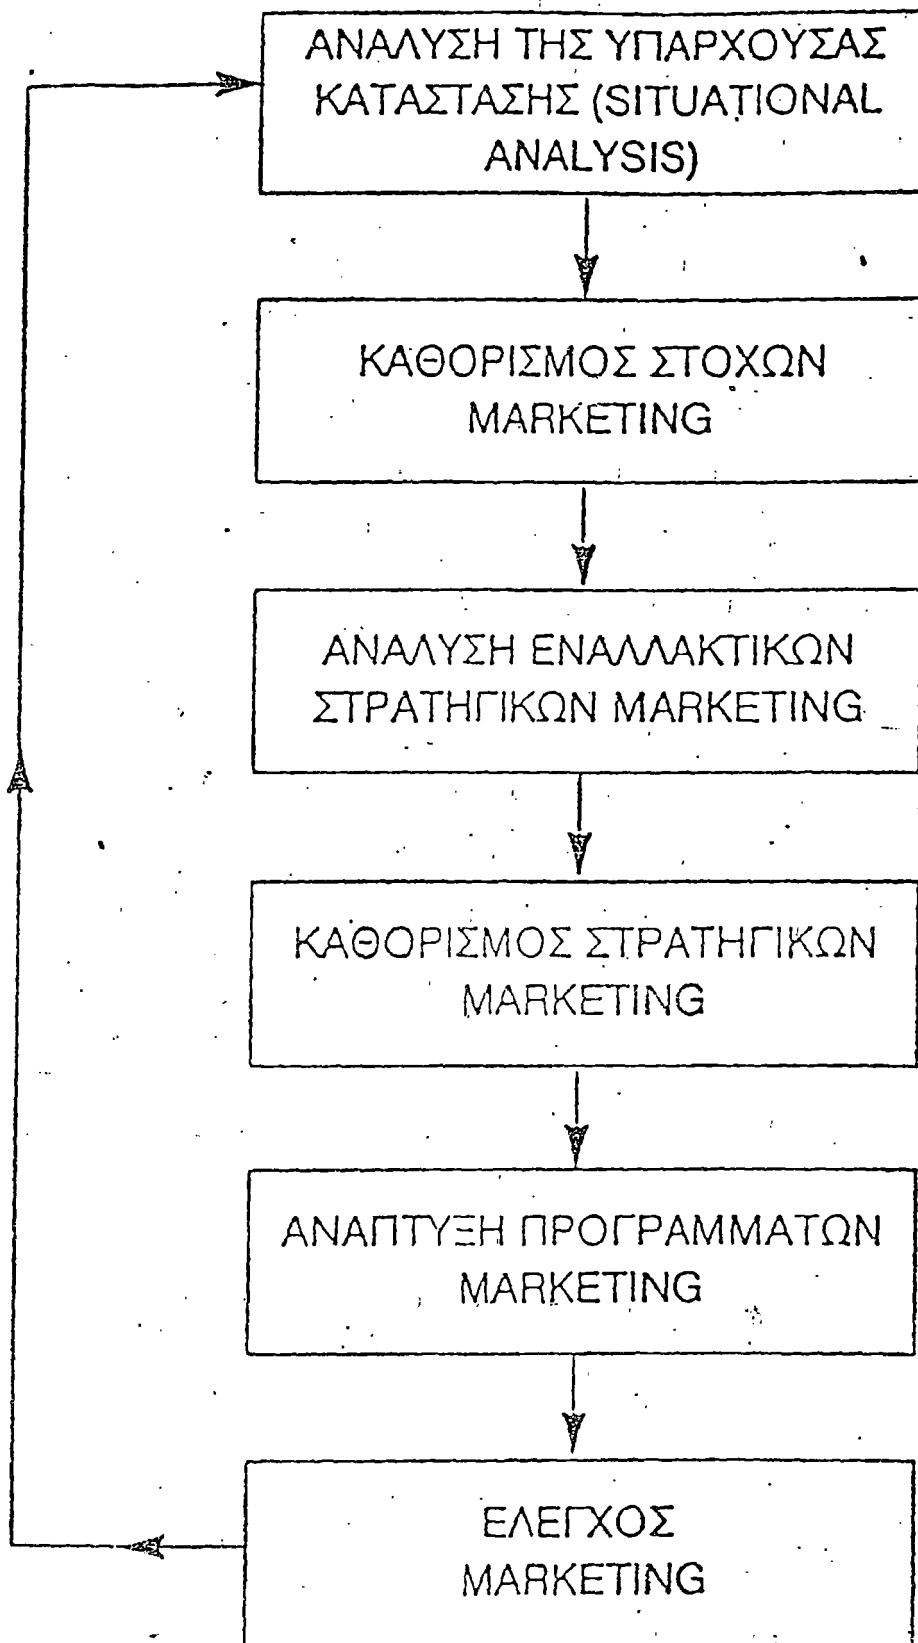 ΑΝΑΛΥΣΗ ΤΗΣ ΥΠΑΡΧΟΥΣΑΣ
ΚΑΤΑΣΤΑΣΗΣ (SITUATIONAL
ANALYSIS)
ΚΑΘΟΡΙΣΜΟΣ ΣΤΟΧΩΝ
MARKETING
ΑΝΑΛΥΣΗ ΕΝΑΛΛΑΚΤΙΚΩΝ
ΣΤΡΑΤΗΓΙΚΩΝ MARKETING
ΚΑΘΟΡΙΣΜΟΣ ΣΤΡΑΤΗΓΙΚΩΝ
MARKETING
ΑΝΑΠΤΥΞΗ ΠΡΟΓΡΑΜΜΑΤΩΝ
MARKETING
ΕΛΕΓΧΟΣ
MARKETING